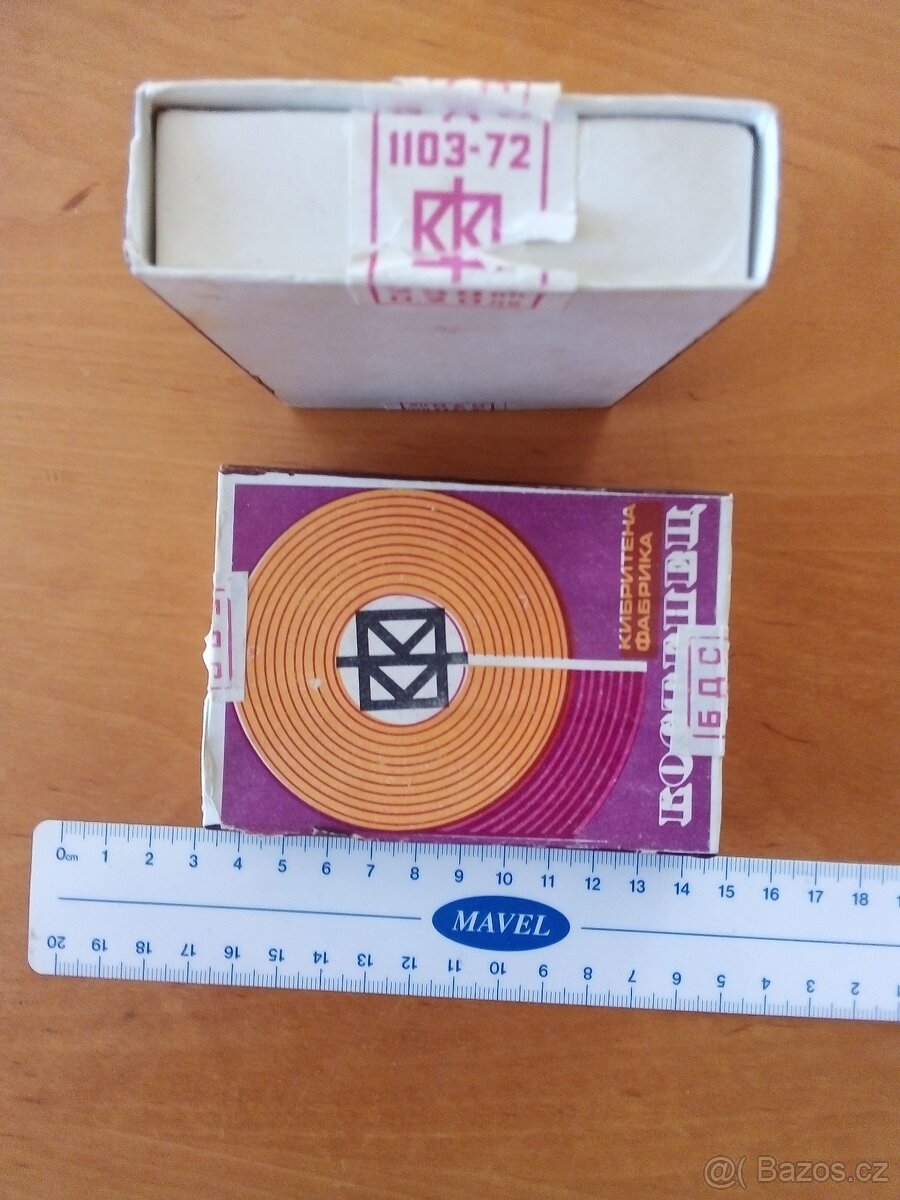 1103-72
КИБРИТЕНА
ФАБРИКА
КОСТЕНЕЦ
БДС
0cm 1 2 3 4 5 6 7 8 9 10 11 12 13 14 15 16 17 18
MAVEL
20 19 18 17 16 15 14 13 12 11 10 9 8 7 6 5 4 3 2 1
@( Bazos.cz